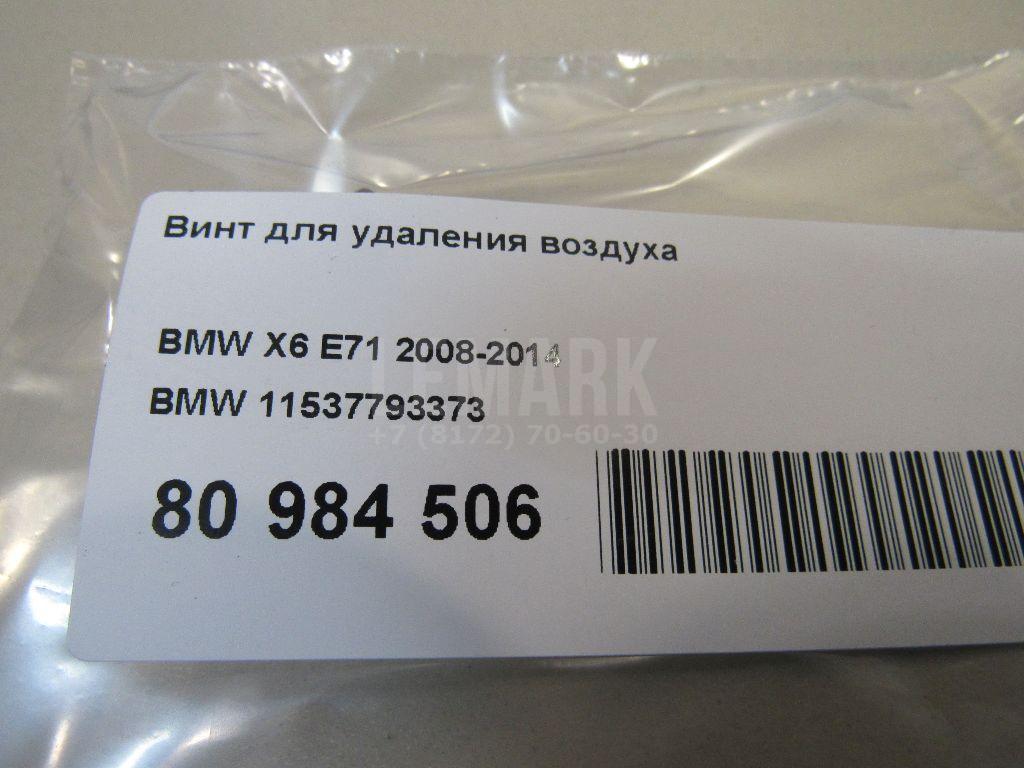 Винт для удаления воздуха
BMW X6 E71 2008-2014
BMW 11537793373
LEMARK
+7 (8172) 70-60-30
80 984 506